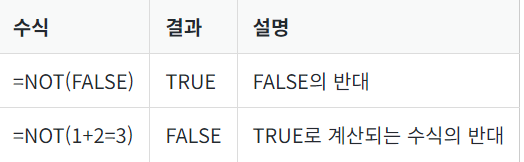 수식 결과 설명
=NOT(FALSE) TRUE FALSE의 반대
=NOT(1+2=3) FALSE TRUE로 계산되는 수식의 반대